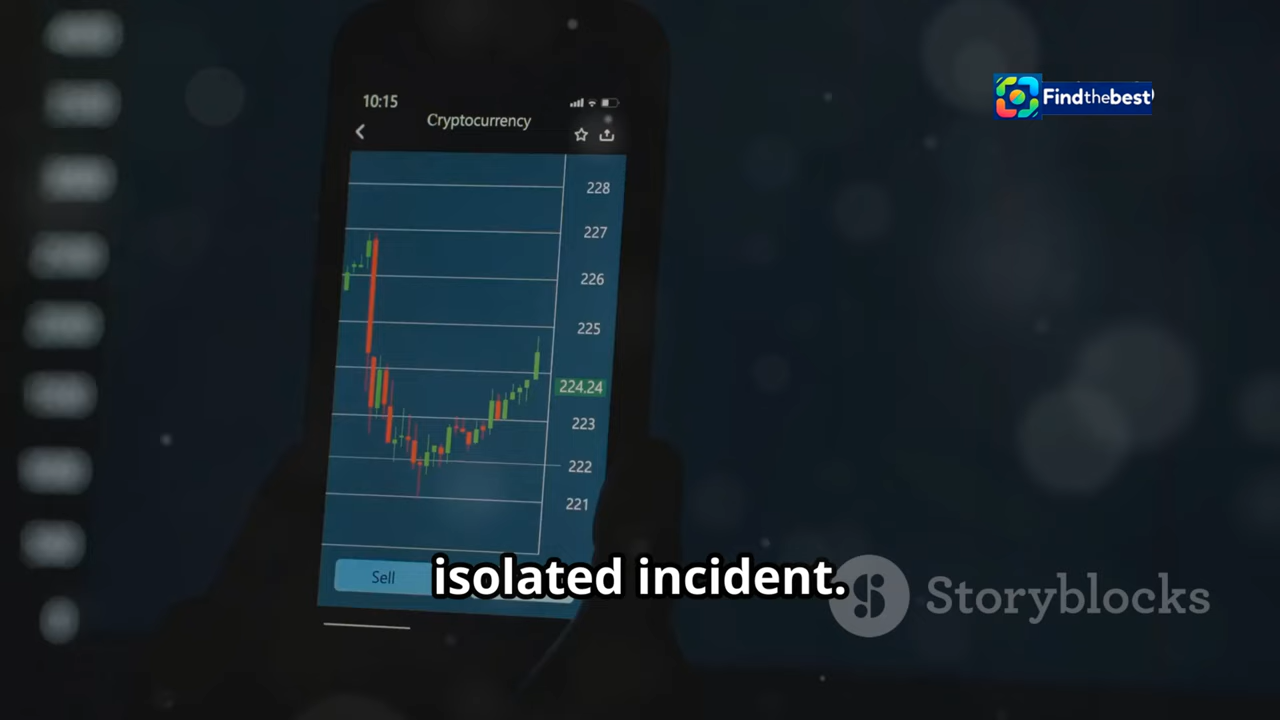 10:15
Cryptocurrency
Findthebest
228
227
226
225
224.24
223
222
221
Sell
isolated incident.
Storyblocks